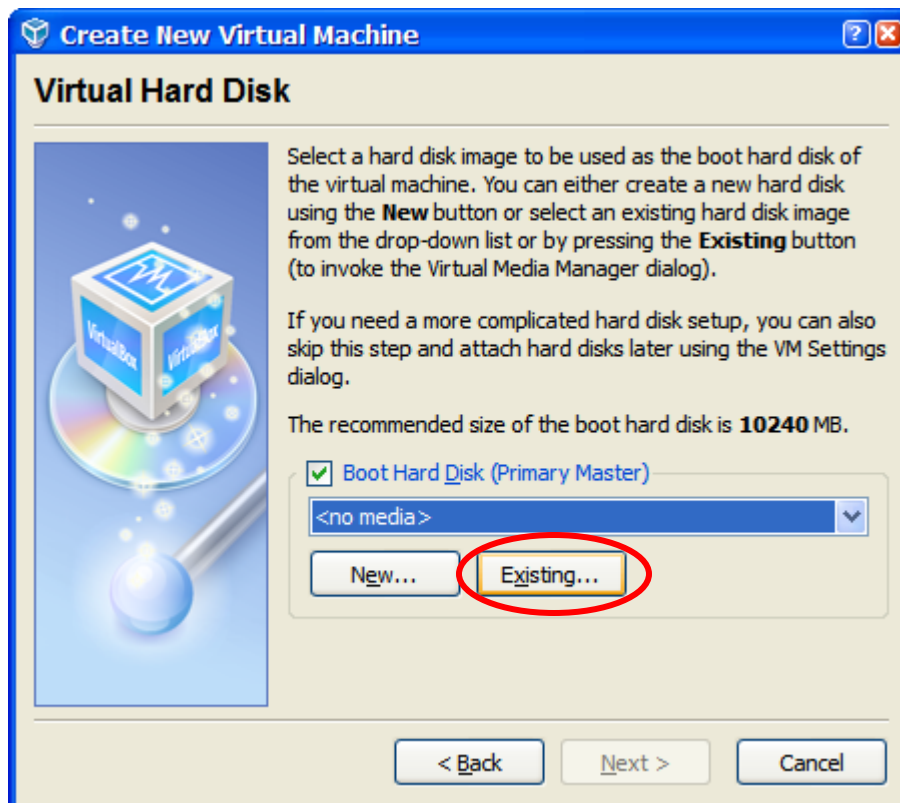 Create New Virtual Machine
Virtual Hard Disk
Select a hard disk image to be used as the boot hard disk of
the virtual machine. You can either create a new hard disk
using the New button or select an existing hard disk image
from the drop-down list or by pressing the Existing button
(to invoke the Virtual Media Manager dialog).
If you need a more complicated hard disk setup, you can also
skip this step and attach hard disks later using the VM Settings
dialog.
The recommended size of the boot hard disk is 10240 MB.
Boot Hard Disk (Primary Master)
<no media>
New...
Existing...
VirtualBox
VirtualBox
< Back
Next >
Cancel